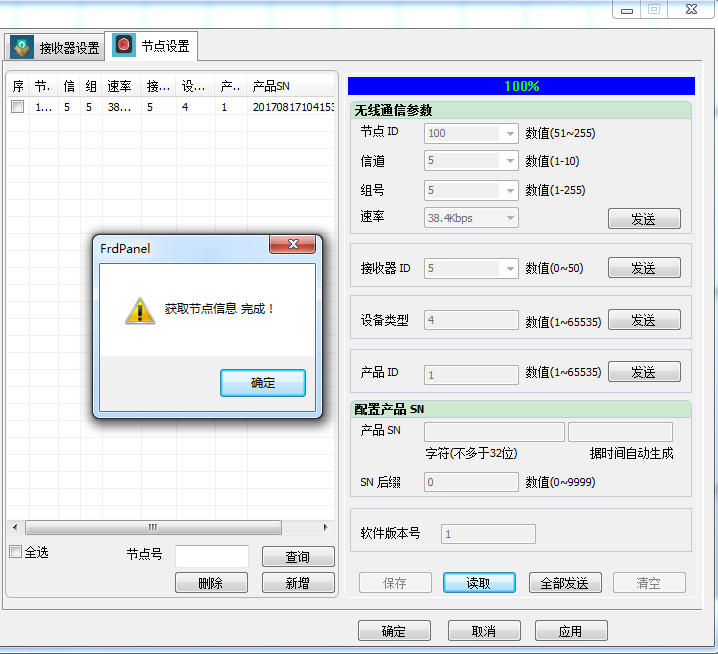 接收器设置
节点设置
序 节.. 信 组 速率 接... 设... 产.. 产品SN
1... 5 5 38... 5 4 1 20170817104153
100%
无线通信参数
节点 ID 100 数值(51~255)
信道 5 数值(1-10)
组号 5 数值(1-255)
速率 38.4Kbps 发送
接收器 ID 5 数值(0~50) 发送
设备类型 4 数值(1~65535) 发送
产品 ID 1 数值(1~65535) 发送
配置产品 SN
产品 SN
字符(不多于32位) 据时间自动生成
SN 后缀 0 数值(0~9999)
软件版本号 1
FrdPanel
获取节点信息 完成！
确定
全选 节点号 查询
删除 新增
保存 读取 全部发送 清空
确定 取消 应用